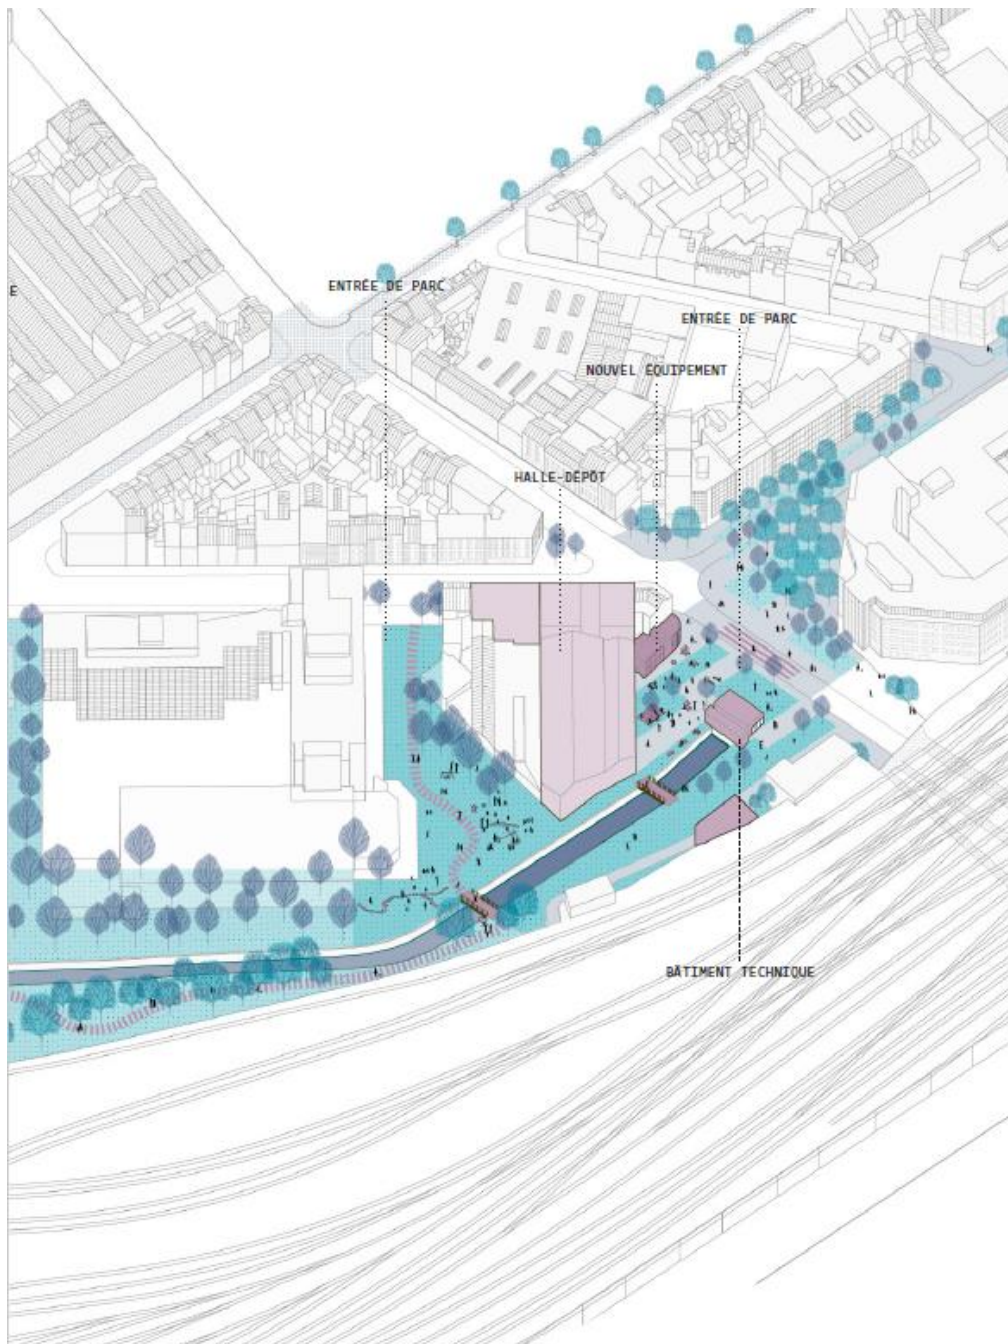 E
ENTRÉE DE PARC
ENTRÉE DE PARC
NOUVEL ÉQUIPEMENT
HALLE-DÉPÔT
BÂTIMENT TECHNIQUE